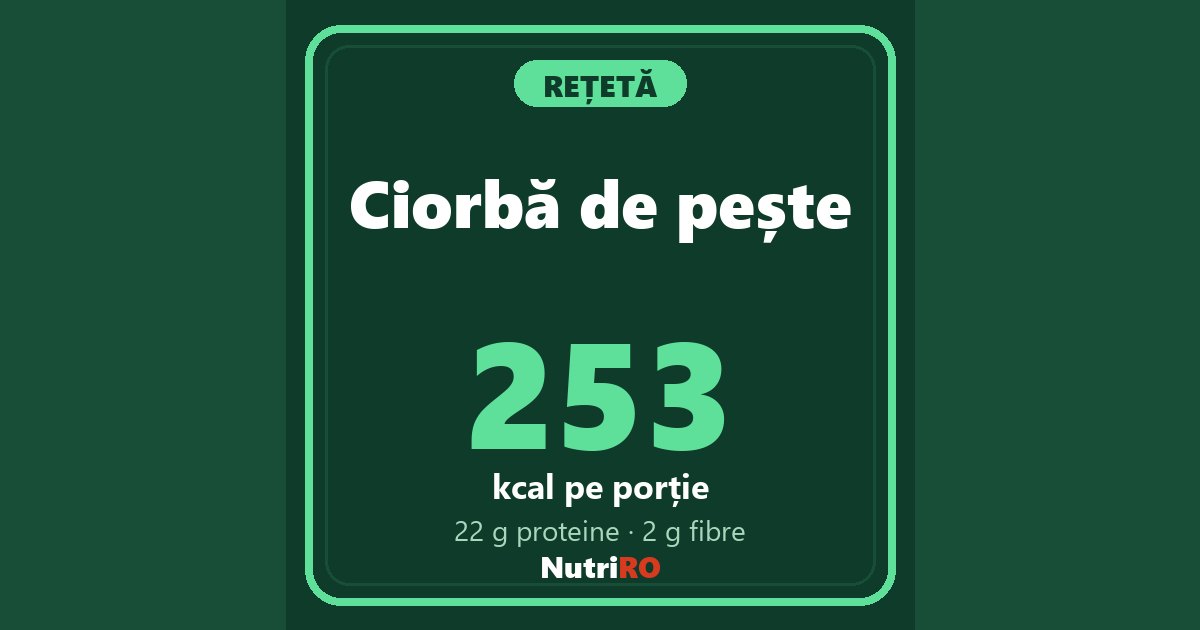 REȚETĂ
Ciorbă de pește
253
kcal pe porție
22 g proteine · 2 g fibre
NutriRO